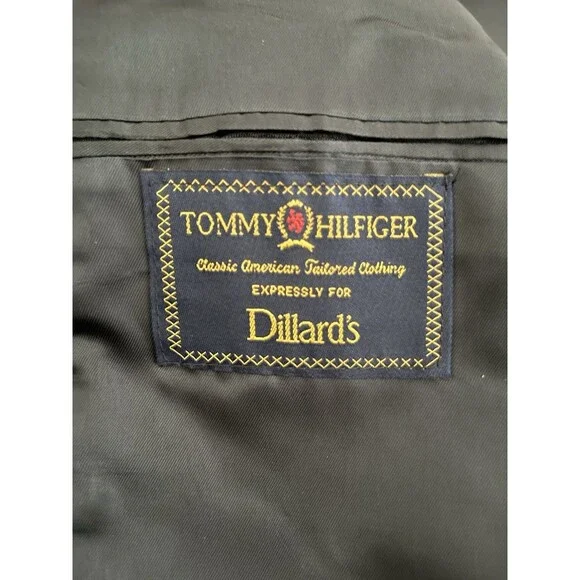 TOMMY HILFIGER
Classic American Tailored Clothing
EXPRESSLY FOR
Dillard's